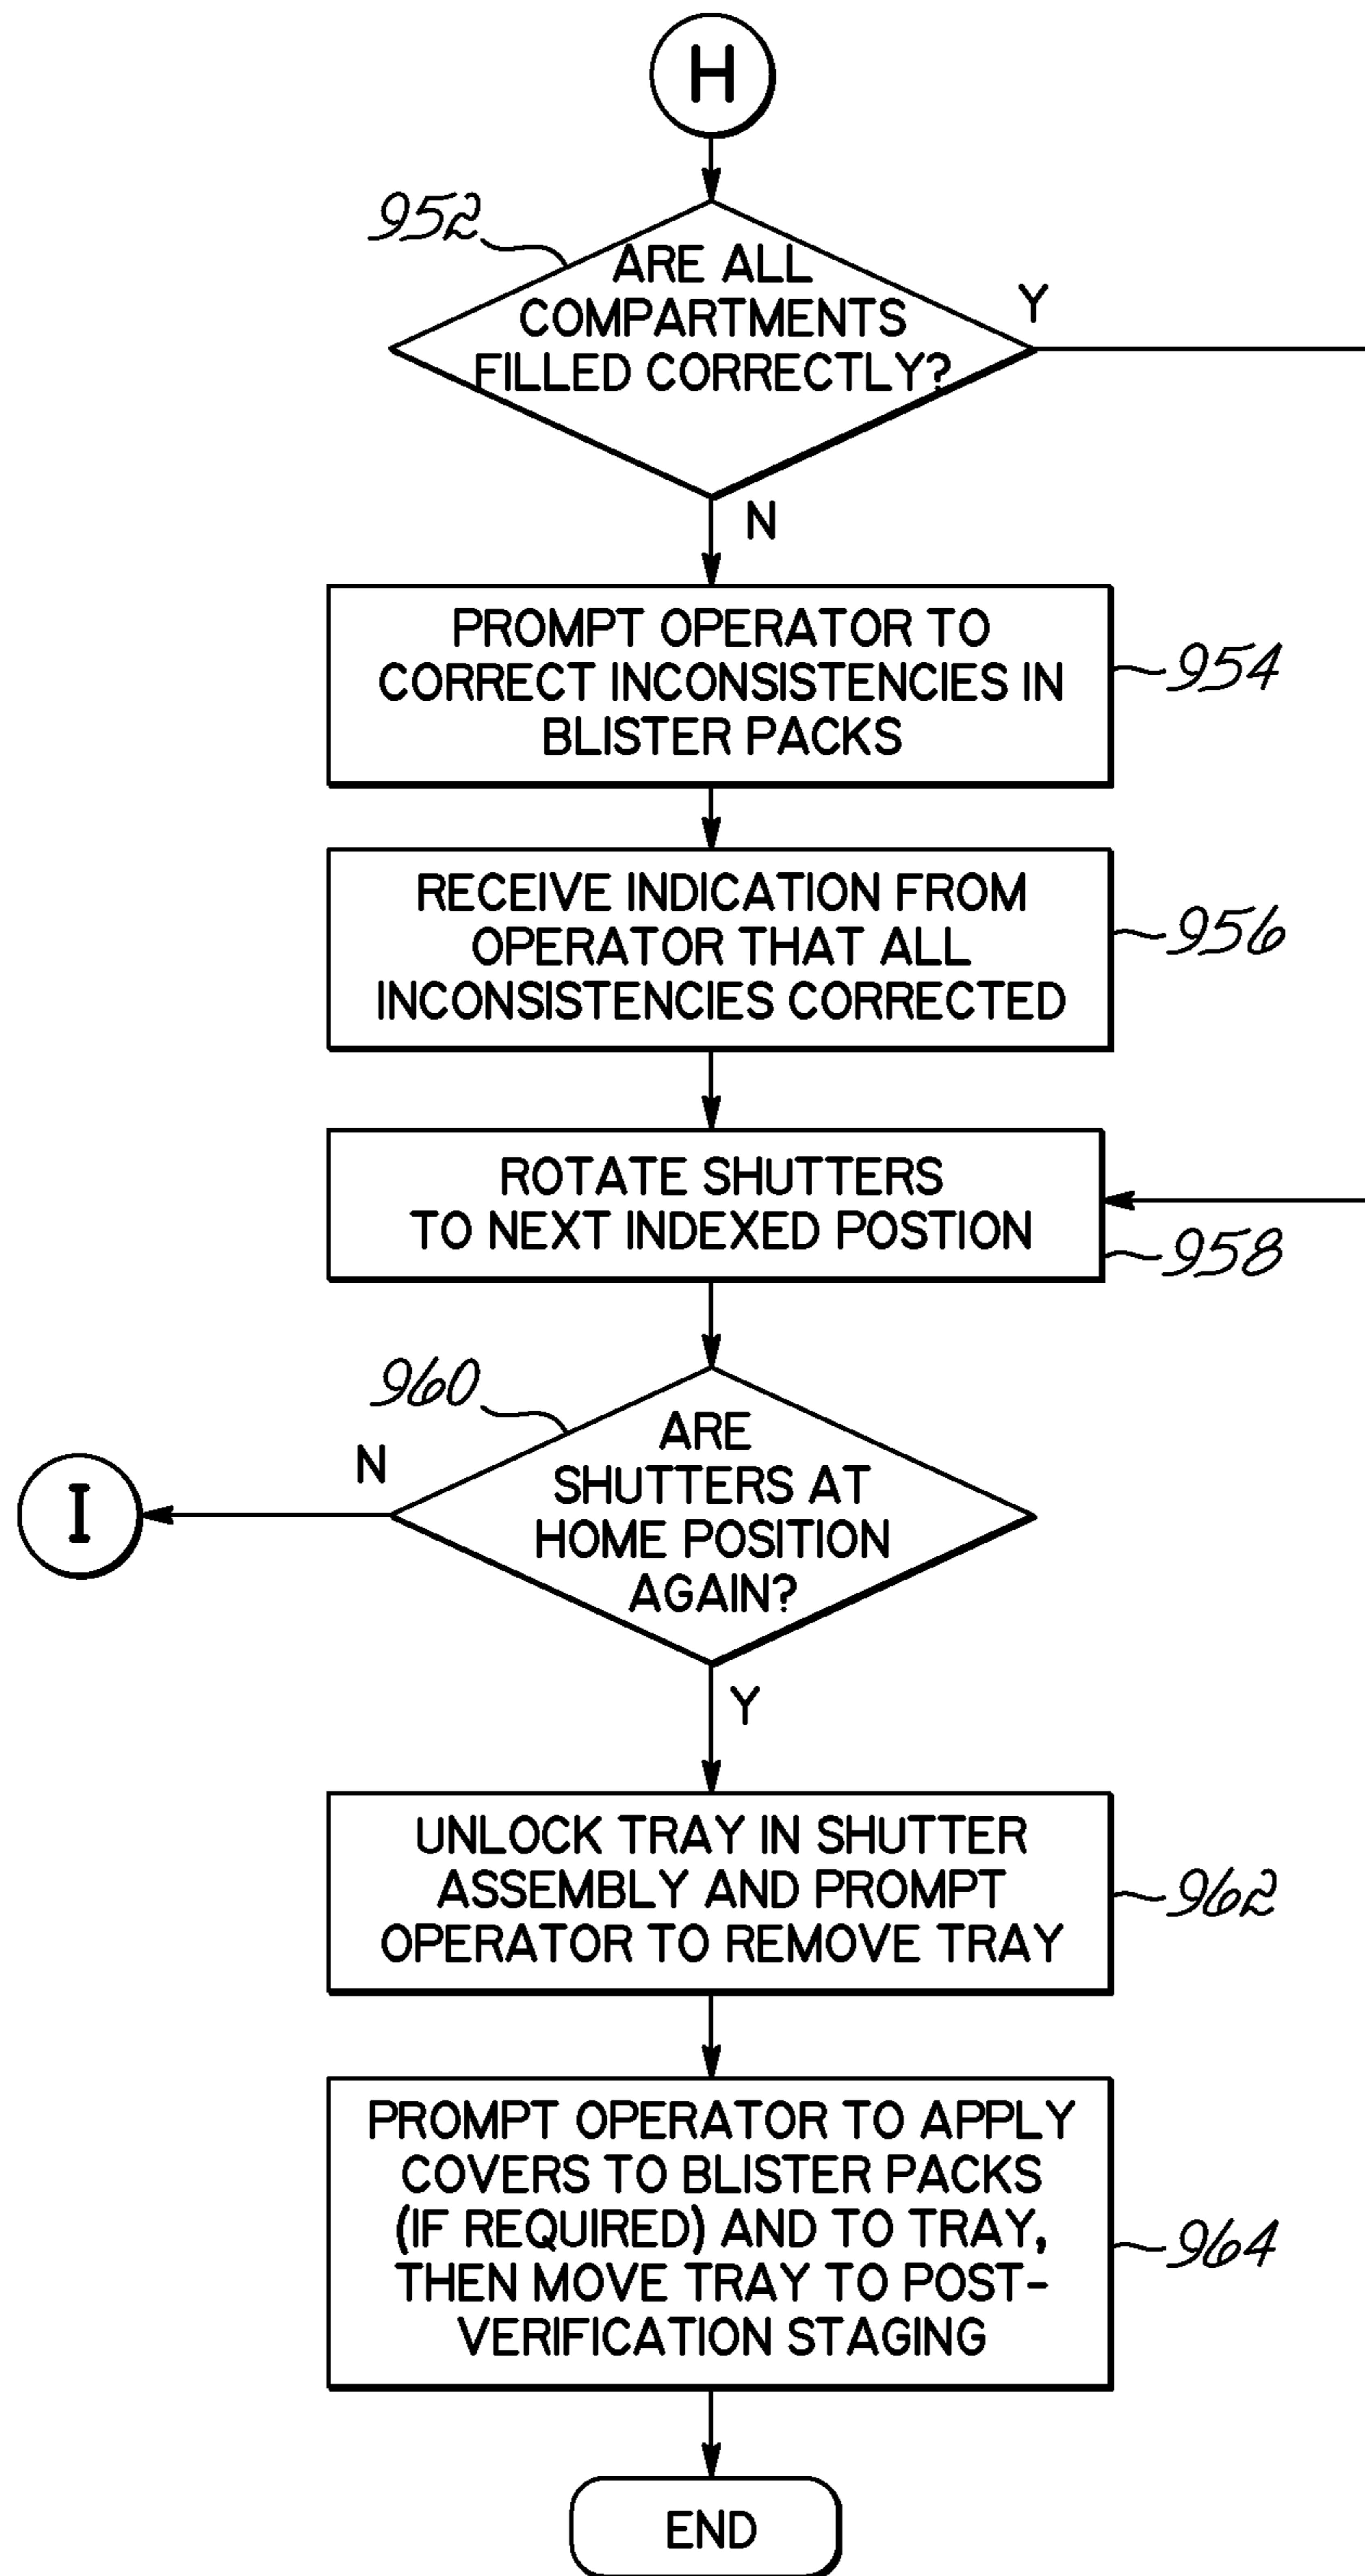 H
952
ARE ALL
COMPARTMENTS
FILLED CORRECTLY?
Y
N
PROMPT OPERATOR TO
CORRECT INCONSISTENCIES IN
BLISTER PACKS
954
RECEIVE INDICATION FROM
OPERATOR THAT ALL
INCONSISTENCIES CORRECTED
956
ROTATE SHUTTERS
TO NEXT INDEXED POSTION
958
960
ARE
SHUTTERS AT
HOME POSITION
AGAIN?
N
I
Y
UNLOCK TRAY IN SHUTTER
ASSEMBLY AND PROMPT
OPERATOR TO REMOVE TRAY
962
PROMPT OPERATOR TO APPLY
COVERS TO BLISTER PACKS
(IF REQUIRED) AND TO TRAY,
THEN MOVE TRAY TO POST-
VERIFICATION STAGING
964
END